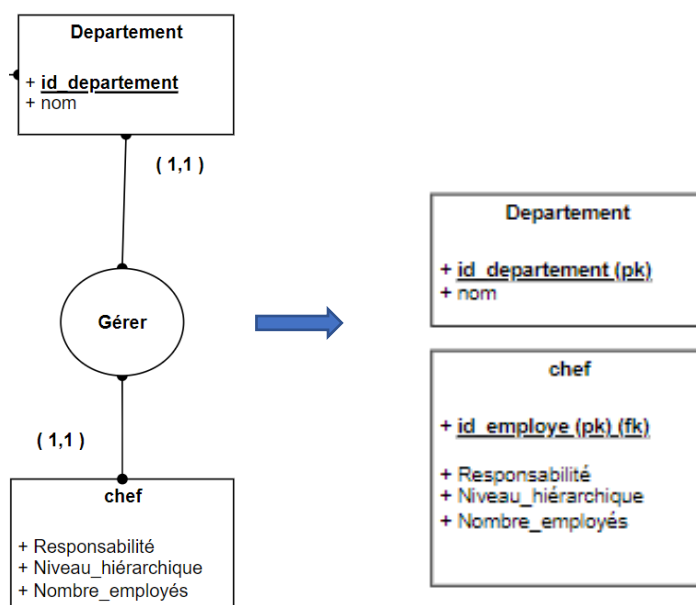 Departement
+ id_departement
+ nom
( 1,1 )
Gérer
( 1,1 )
chef
+ Responsabilité
+ Niveau_hiérarchique
+ Nombre_employés
Departement
+ id_departement (pk)
+ nom
chef
+ id_employe (pk) (fk)
+ Responsabilité
+ Niveau_hiérarchique
+ Nombre_employés